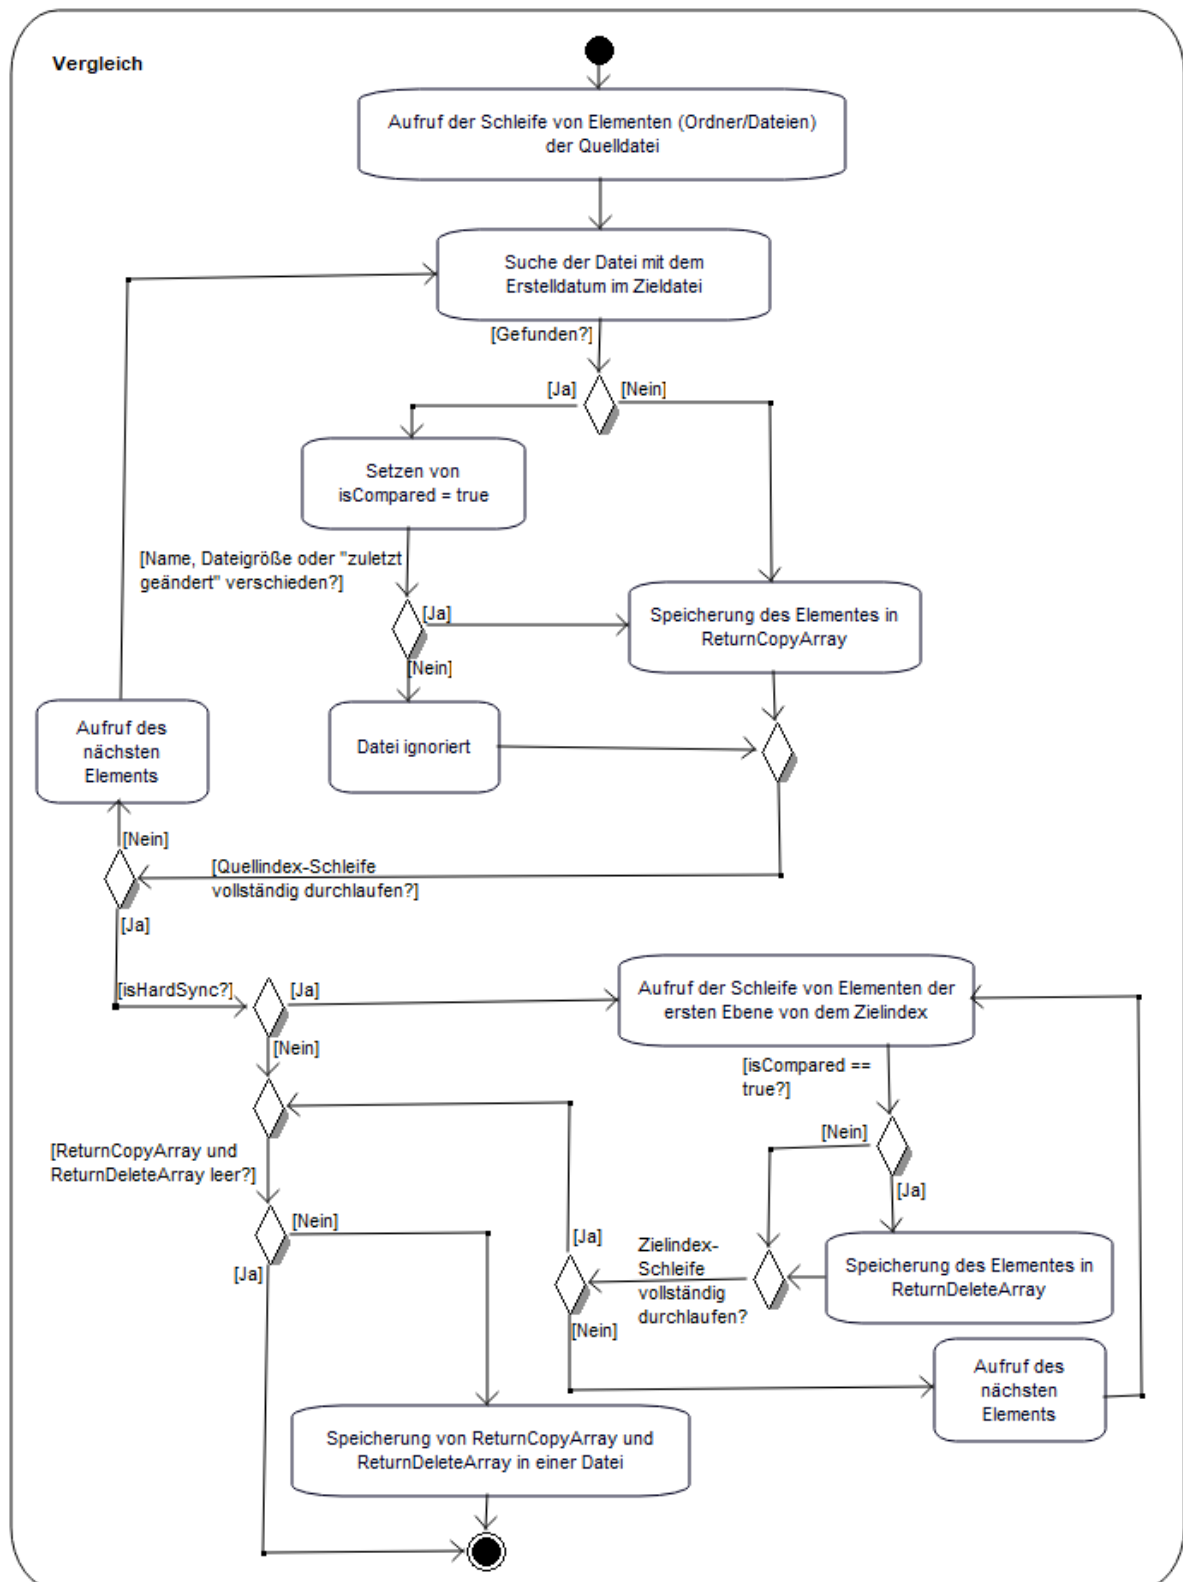 Vergleich
Aufruf der Schleife von Elementen (Ordner/Dateien)
der Quelldatei
Suche der Datei mit dem
Erstelldatum im Zieldatei
[Gefunden?]
[Ja]
[Nein]
Setzen von
isCompared = true
[Name, Dateigröße oder "zuletzt
geändert" verschieden?]
[Ja]
Speicherung des Elementes in
ReturnCopyArray
[Nein]
Datei ignoriert
Aufruf des
nächsten
Elements
[Nein]
[Quellindex-Schleife
vollständig durchlaufen?]
[Ja]
[isHardSync?]
[Ja]
Aufruf der Schleife von Elementen der
ersten Ebene von dem Zielindex
[Nein]
[isCompared ==
true?]
[Nein]
[Ja]
[ReturnCopyArray und
ReturnDeleteArray leer?]
[Nein]
[Ja]
[Ja]
Zielindex-
Schleife
vollständig
durchlaufen?
Speicherung des Elementes in
ReturnDeleteArray
[Nein]
Aufruf des
nächsten
Elements
Speicherung von ReturnCopyArray und
ReturnDeleteArray in einer Datei